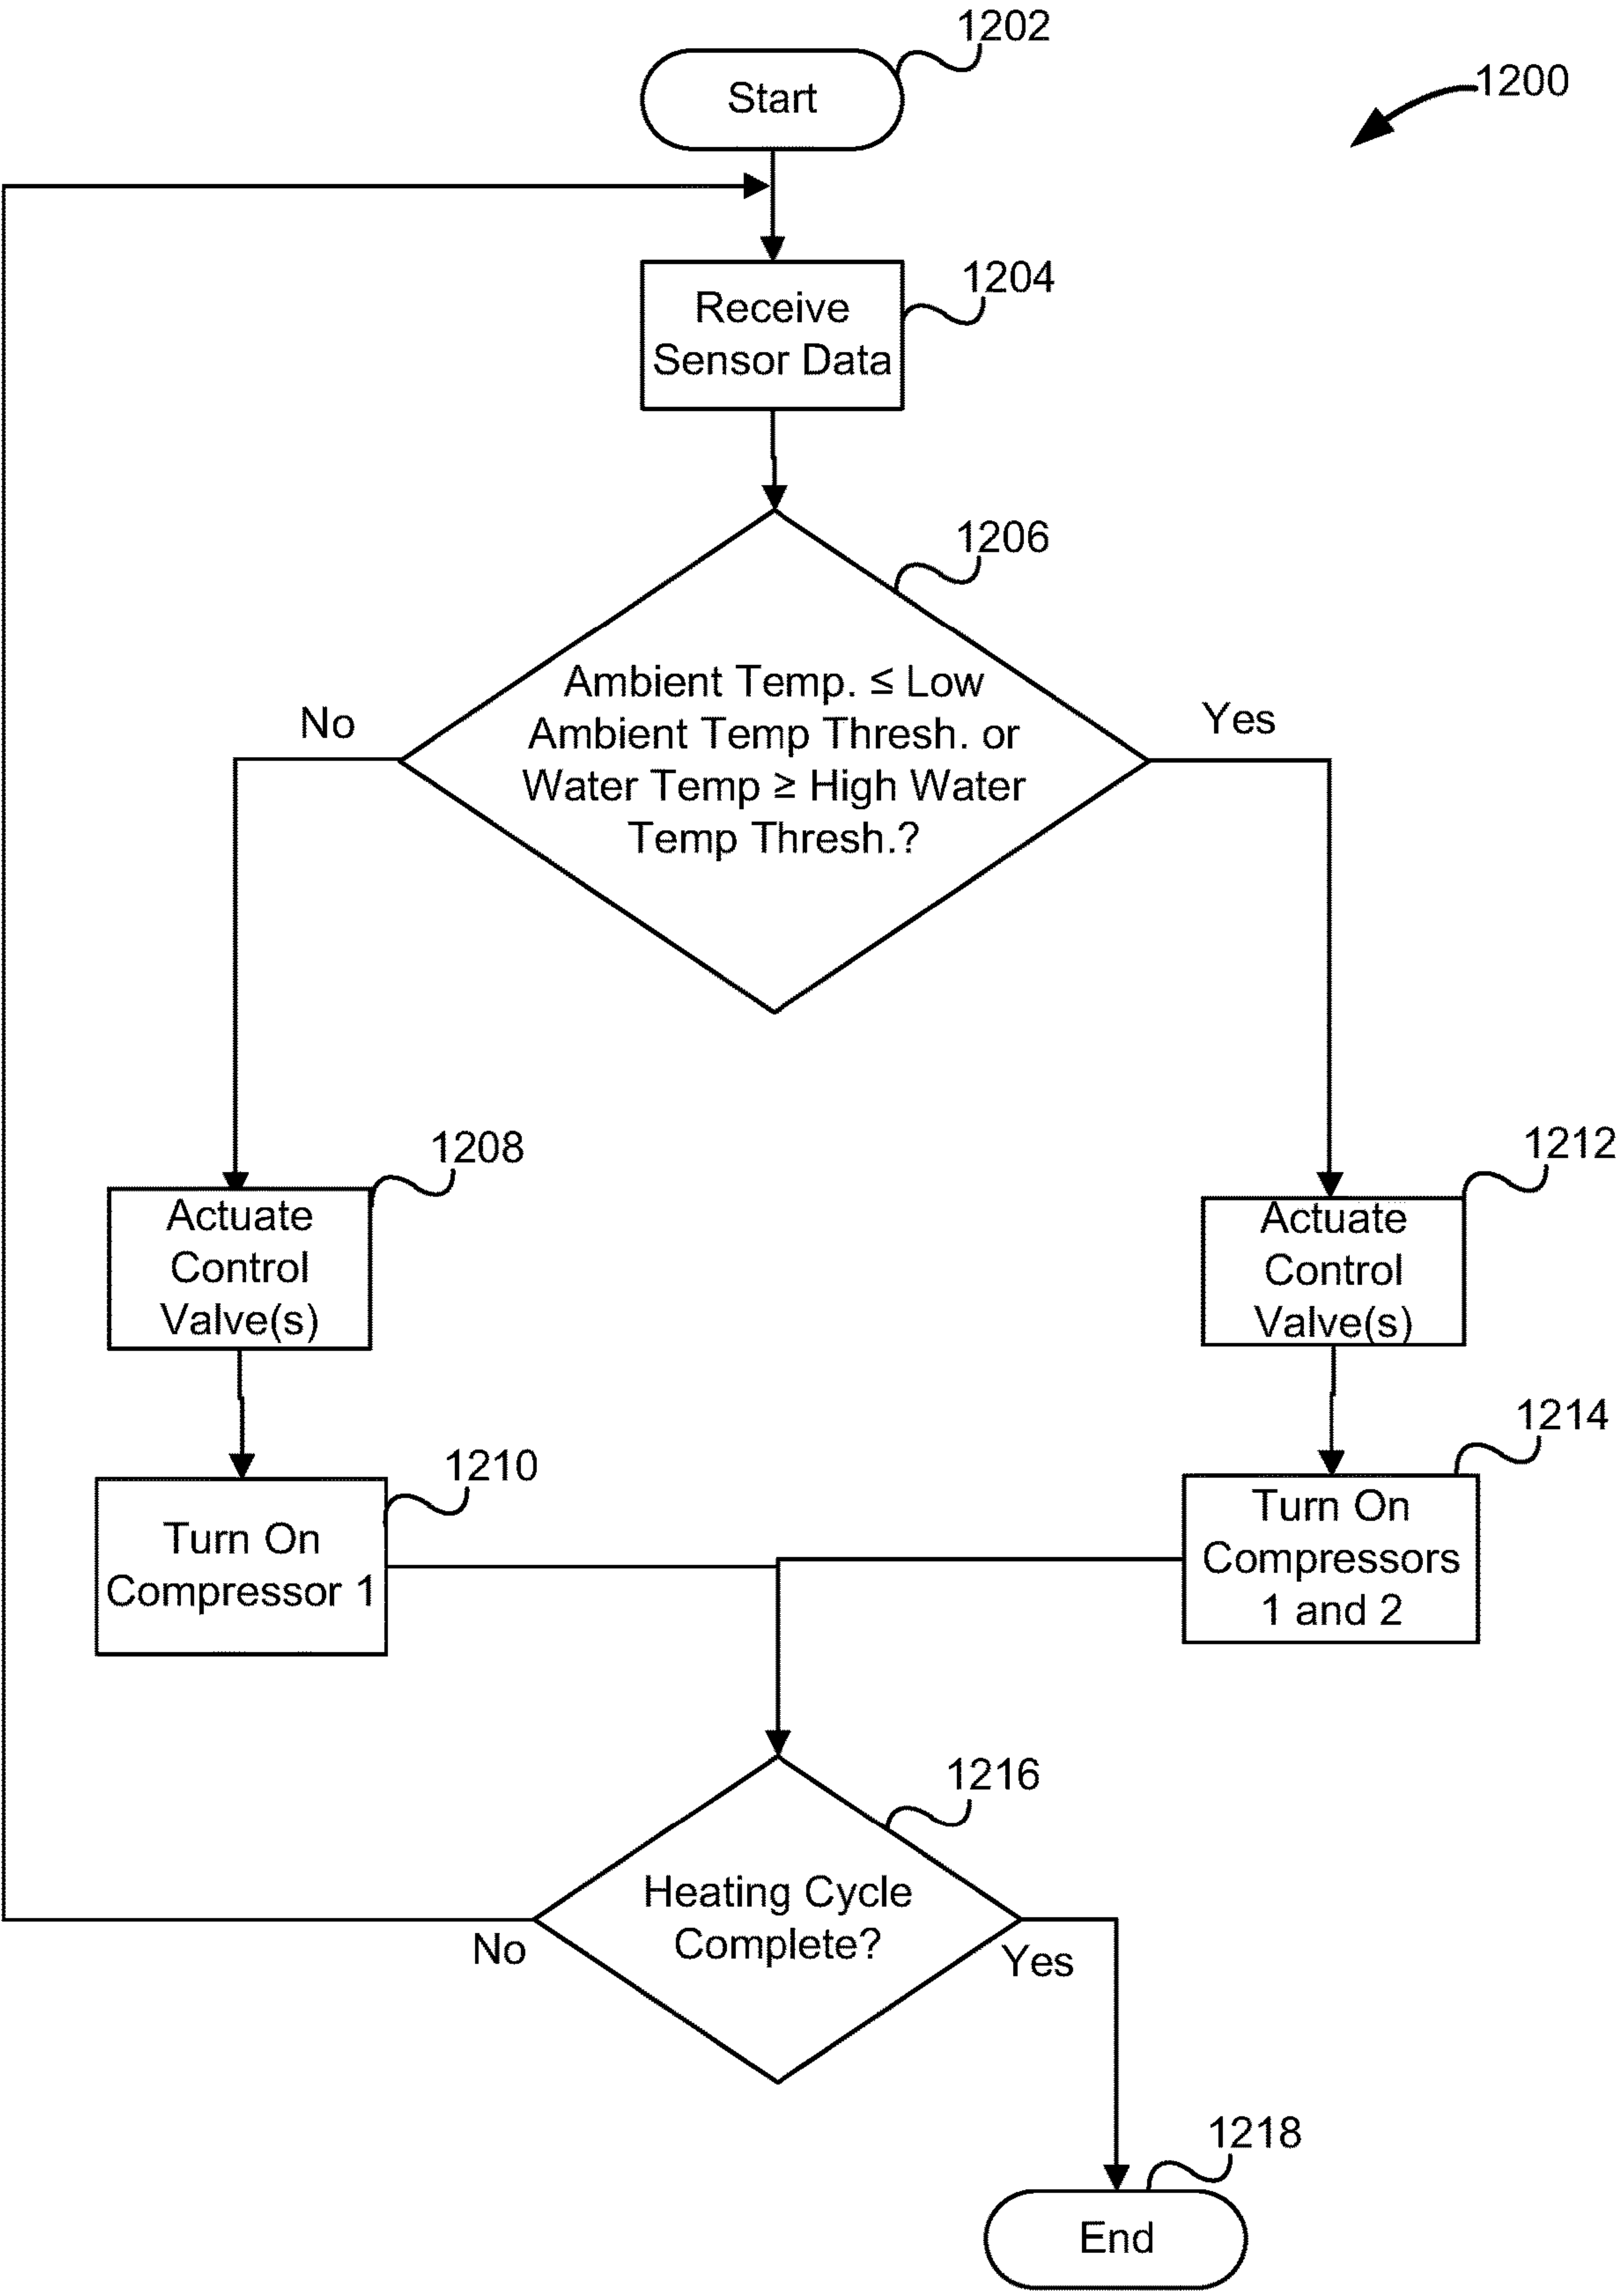 1202
Start
1200
1204
Receive
Sensor Data
1206
Ambient Temp. ≤ Low
Ambient Temp Thresh. or
Water Temp ≥ High Water
Temp Thresh.?
No
Yes
1208
Actuate
Control
Valve(s)
1212
Actuate
Control
Valve(s)
1210
Turn On
Compressor 1
1214
Turn On
Compressors
1 and 2
1216
Heating Cycle
Complete?
No
Yes
1218
End